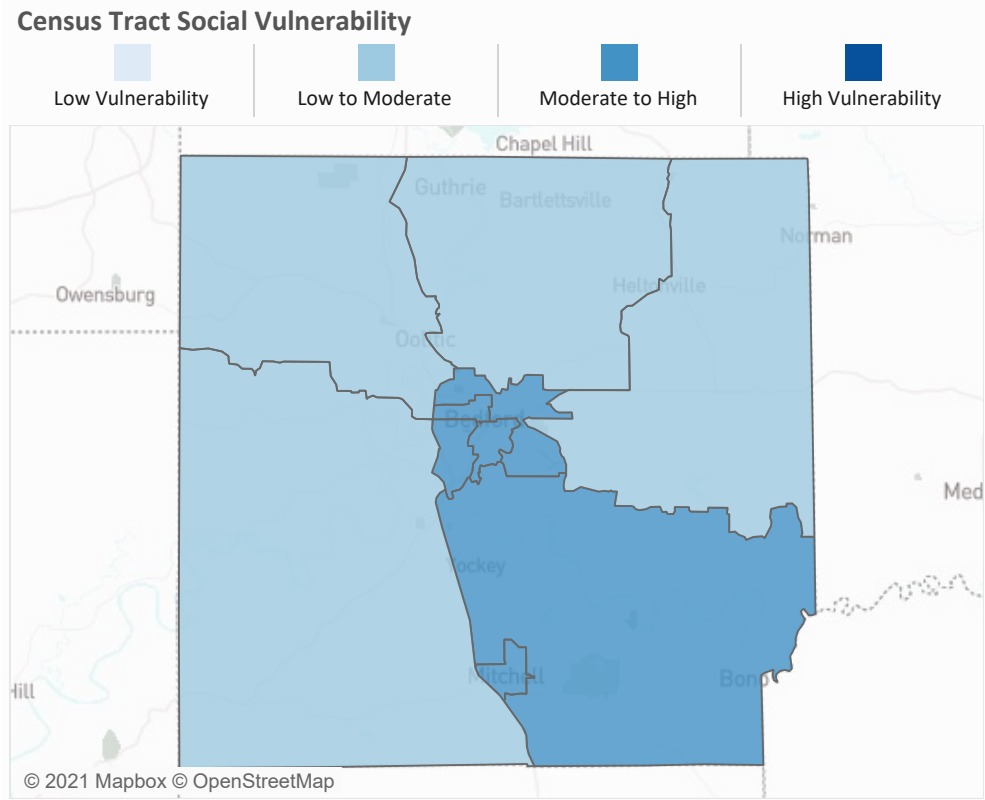 Census Tract Social Vulnerability
Low Vulnerability
Low to Moderate
Moderate to High
High Vulnerability
Chapel Hill
Guthrie
Bartlettsville
Norman
Owensburg
Heltonville
Oolitic
Bedford
Med
Yockey
Mitchell
Bono
Hill
© 2021 Mapbox © OpenStreetMap